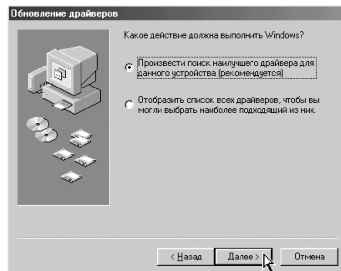 Обновление драйверов
Какое действие должна выполнить Windows?
Произвести поиск наилучшего драйвера для
данного устройства (рекомендуется)
Отобразить список всех драйверов, чтобы вы
могли выбрать наиболее подходящий из них.
< Назад Далее > Отмена